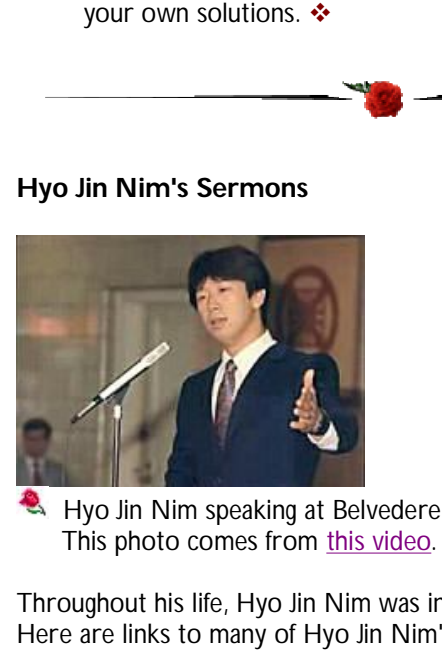 your own solutions. ❖
Hyo Jin Nim's Sermons
Hyo Jin Nim speaking at Belvedere
This photo comes from this video.
Throughout his life, Hyo Jin Nim was in
Here are links to many of Hyo Jin Nim'